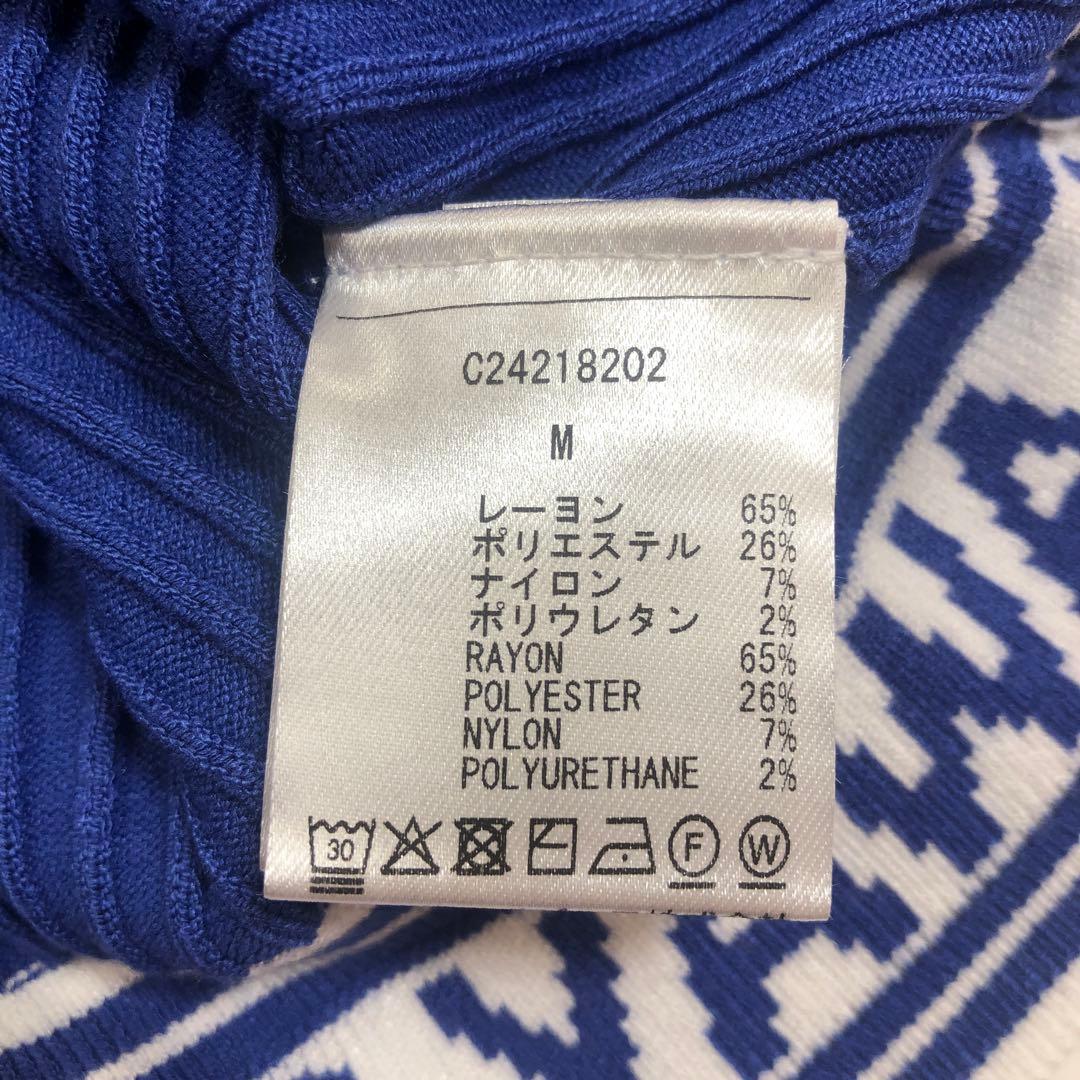 C24218202
M
レーヨン 65%
ポリエステル 26%
ナイロン 7%
ポリウレタン 2%
RAYON 65%
POLYESTER 26%
NYLON 7%
POLYURETHANE 2%
30 F W